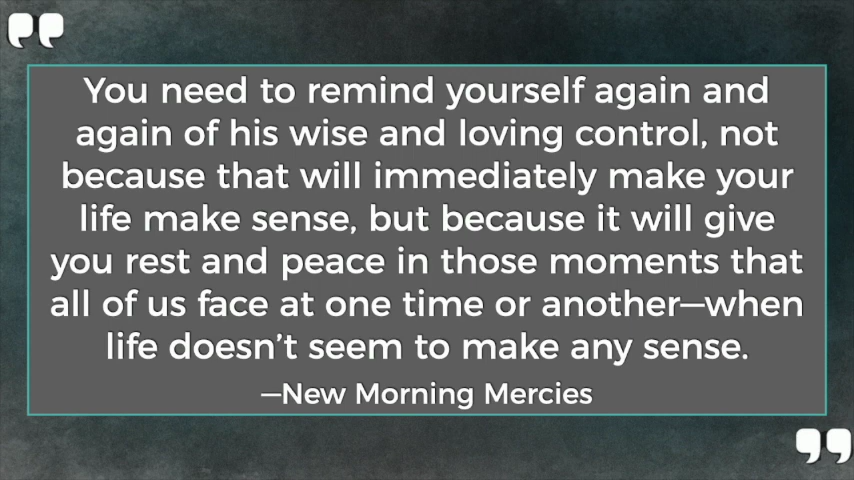 You need to remind yourself again and
again of his wise and loving control, not
because that will immediately make your
life make sense, but because it will give
you rest and peace in those moments that
all of us face at one time or another—when
life doesn't seem to make any sense.
—New Morning Mercies